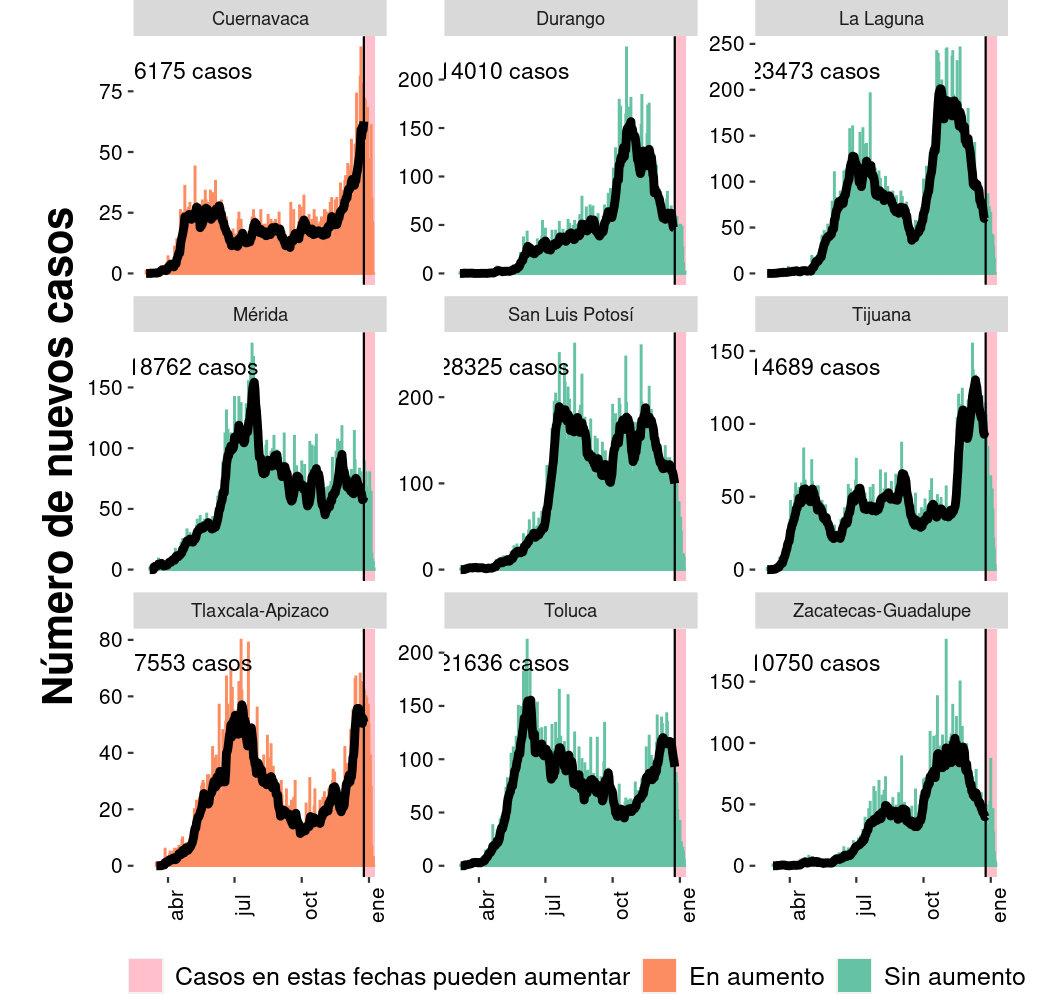 Número de nuevos casos
Cuernavaca
Durango
La Laguna
6175 casos
14010 casos
23473 casos
75
50
25
0
200
150
100
50
0
250
200
150
100
50
0
Mérida
San Luis Potosí
Tijuana
18762 casos
28325 casos
14689 casos
150
100
50
0
200
100
0
150
100
50
0
Tlaxcala-Apizaco
Toluca
Zacatecas-Guadalupe
7553 casos
21636 casos
10750 casos
80
60
40
20
0
200
150
100
50
0
150
100
50
0
abr
jul
oct
ene
abr
jul
oct
ene
abr
jul
oct
ene
Casos en estas fechas pueden aumentar
En aumento
Sin aumento